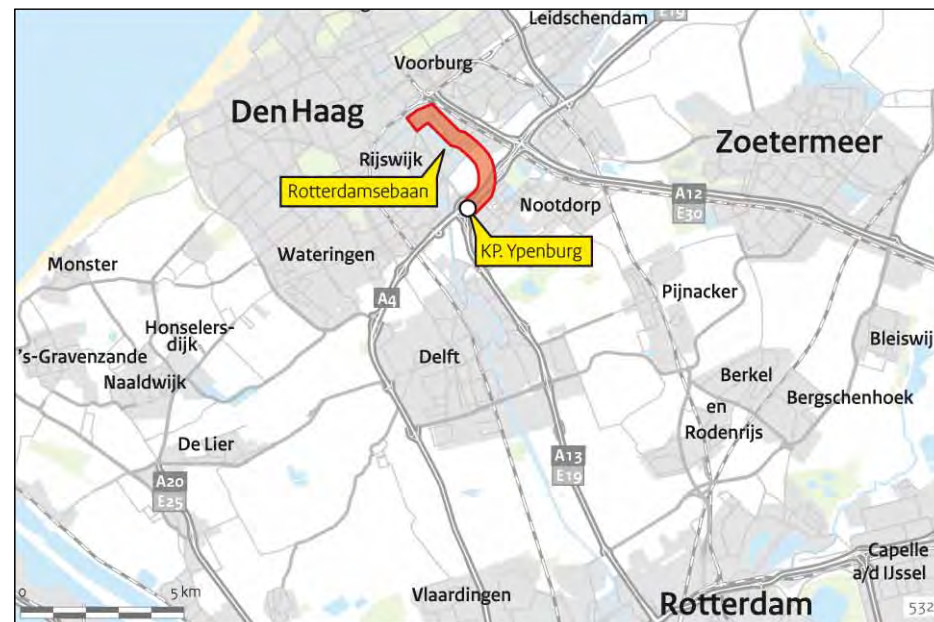 Leidschendam
E19
Voorburg
Den Haag
Zoetermeer
Rijswijk
Rotterdamsebaan
A12
E30
Nootdorp
KP. Ypenburg
Wateringen
Monster
Pijnacker
A4
Honselers-
dijk
Bleiswij
's-Gravenzande
Delft
Naaldwijk
Berkel
Bergschenhoek
en
Rodenrijs
De Lier
A13
E19
A20
E25
Capelle
a/d IJssel
0
5 km
Vlaardingen
Rotterdam
532